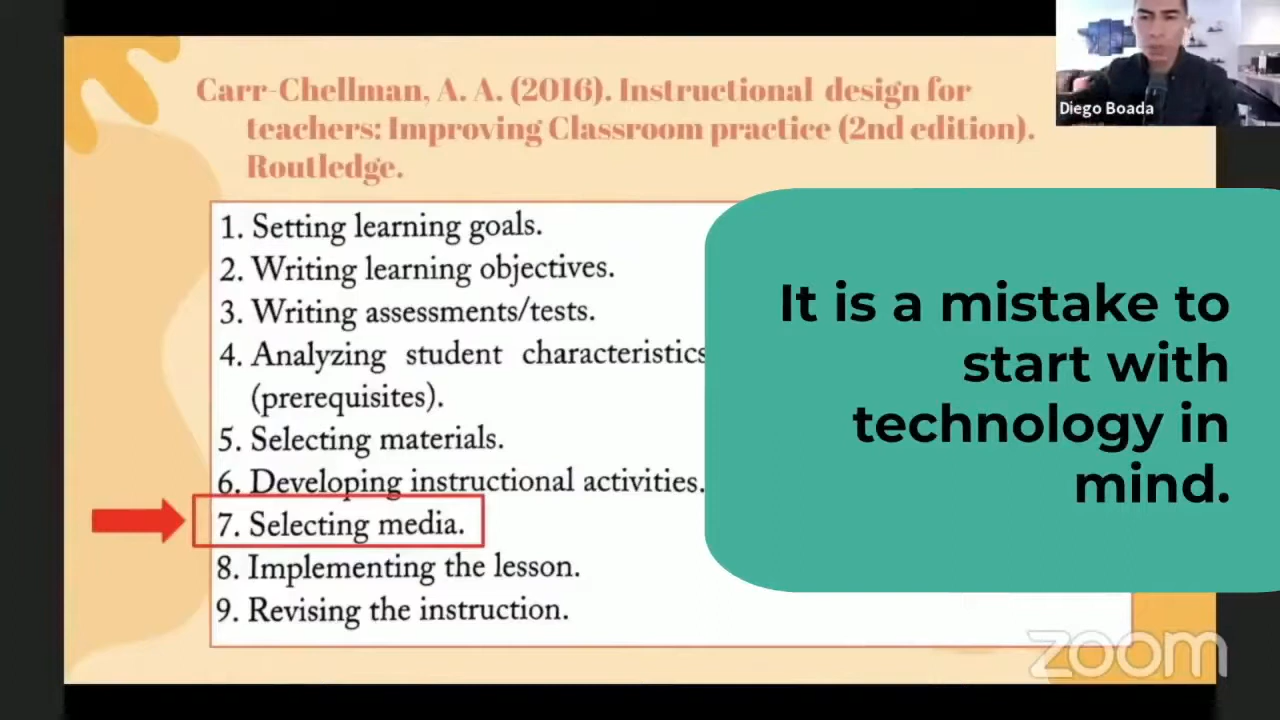 Carr-Chellman, A. A. (2016). Instructional design for
teachers: Improving Classroom practice (2nd edition).
Routledge.
Diego Boada
1. Setting learning goals.
2. Writing learning objectives.
3. Writing assessments/tests.
4. Analyzing student characteristics
(prerequisites).
5. Selecting materials.
6. Developing instructional activities.
7. Selecting media.
8. Implementing the lesson.
9. Revising the instruction.
It is a mistake to
start with
technology in
mind.
zoom